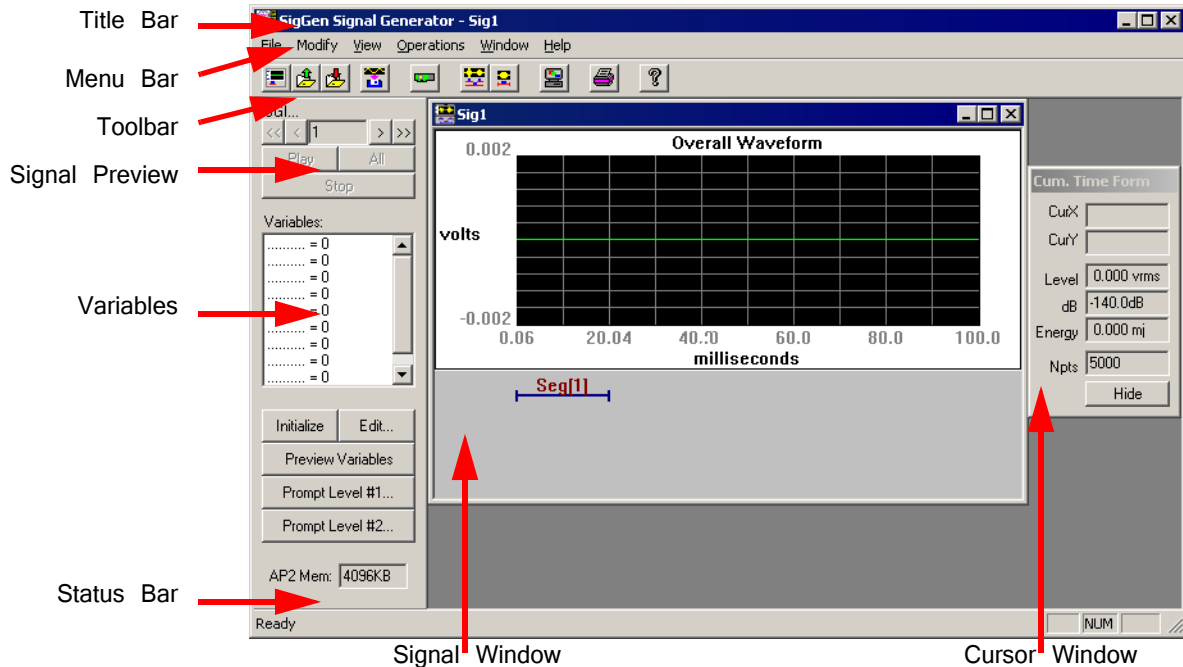 Title Bar
SigGen Signal Generator - Sig1
File Modify View Operations Window Help
Menu Bar
Toolbar
<< < 1 > >>
Play All
Stop
Signal Preview
Variables:
.......... = 0
.......... = 0
.......... = 0
.......... = 0
.......... = 0
.......... = 0
.......... = 0
.......... = 0
.......... = 0
Variables
Initialize Edit...
Preview Variables
Prompt Level #1...
Prompt Level #2...
AP2 Mem: 4096KB
Status Bar
Ready
NUM
Sig1
Overall Waveform
0.002
volts
-0.002
0.06 20.04 40.0 60.0 80.0 100.0
milliseconds
Seg[1]
Signal Window
Cum. Time Form
CurX
CurY
Level 0.000 vrms
dB -140.0dB
Energy 0.000 mj
Npts 5000
Hide
Cursor Window